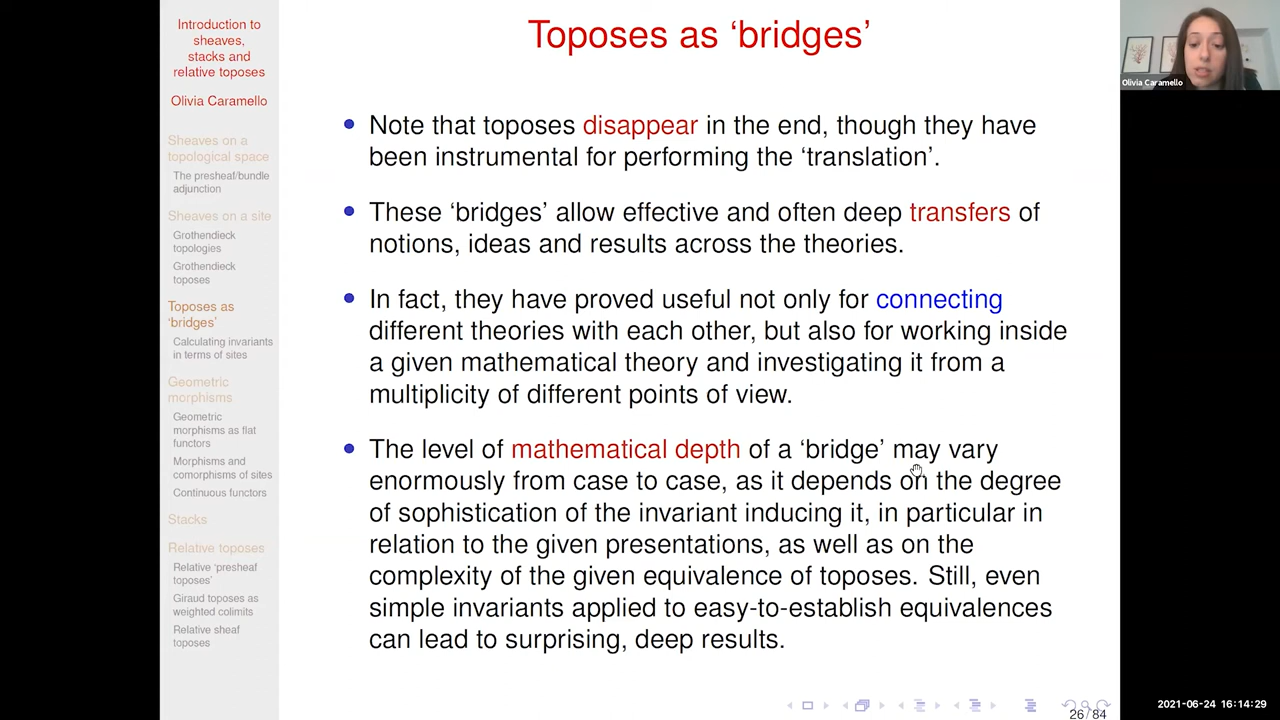 Introduction to
sheaves,
stacks and
relative toposes
Olivia Caramello
Sheaves on a
topological space
The presheaf/bundle
adjunction
Sheaves on a site
Grothendieck
topologies
Grothendieck
toposes
Toposes as
‘bridges’
Calculating invariants
in terms of sites
Geometric
morphisms
Geometric
morphisms as flat
functors
Morphisms and
comorphisms of sites
Continuous functors
Stacks
Relative toposes
Relative ‘presheaf
toposes’
Giraud toposes as
weighted colimits
Relative sheaf
toposes
Toposes as ‘bridges’
Note that toposes disappear in the end, though they have
been instrumental for performing the ‘translation’.
These ‘bridges’ allow effective and often deep transfers of
notions, ideas and results across the theories.
In fact, they have proved useful not only for connecting
different theories with each other, but also for working inside
a given mathematical theory and investigating it from a
multiplicity of different points of view.
The level of mathematical depth of a ‘bridge’ may vary
enormously from case to case, as it depends on the degree
of sophistication of the invariant inducing it, in particular in
relation to the given presentations, as well as on the
complexity of the given equivalence of toposes. Still, even
simple invariants applied to easy-to-establish equivalences
can lead to surprising, deep results.
26/84
Olivia Caramello
2021-06-24 16:14:29